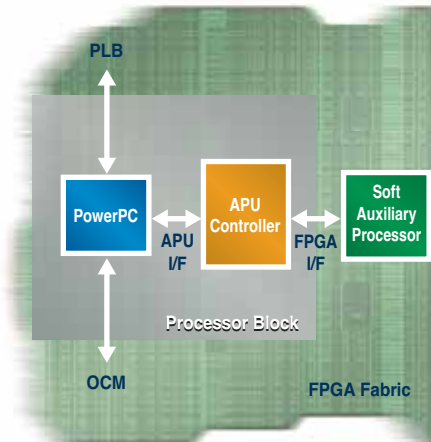 PLB
PowerPC
APU
I/F
APU
Controller
FPGA
I/F
Soft
Auxiliary
Processor
Processor Block
OCM
FPGA Fabric